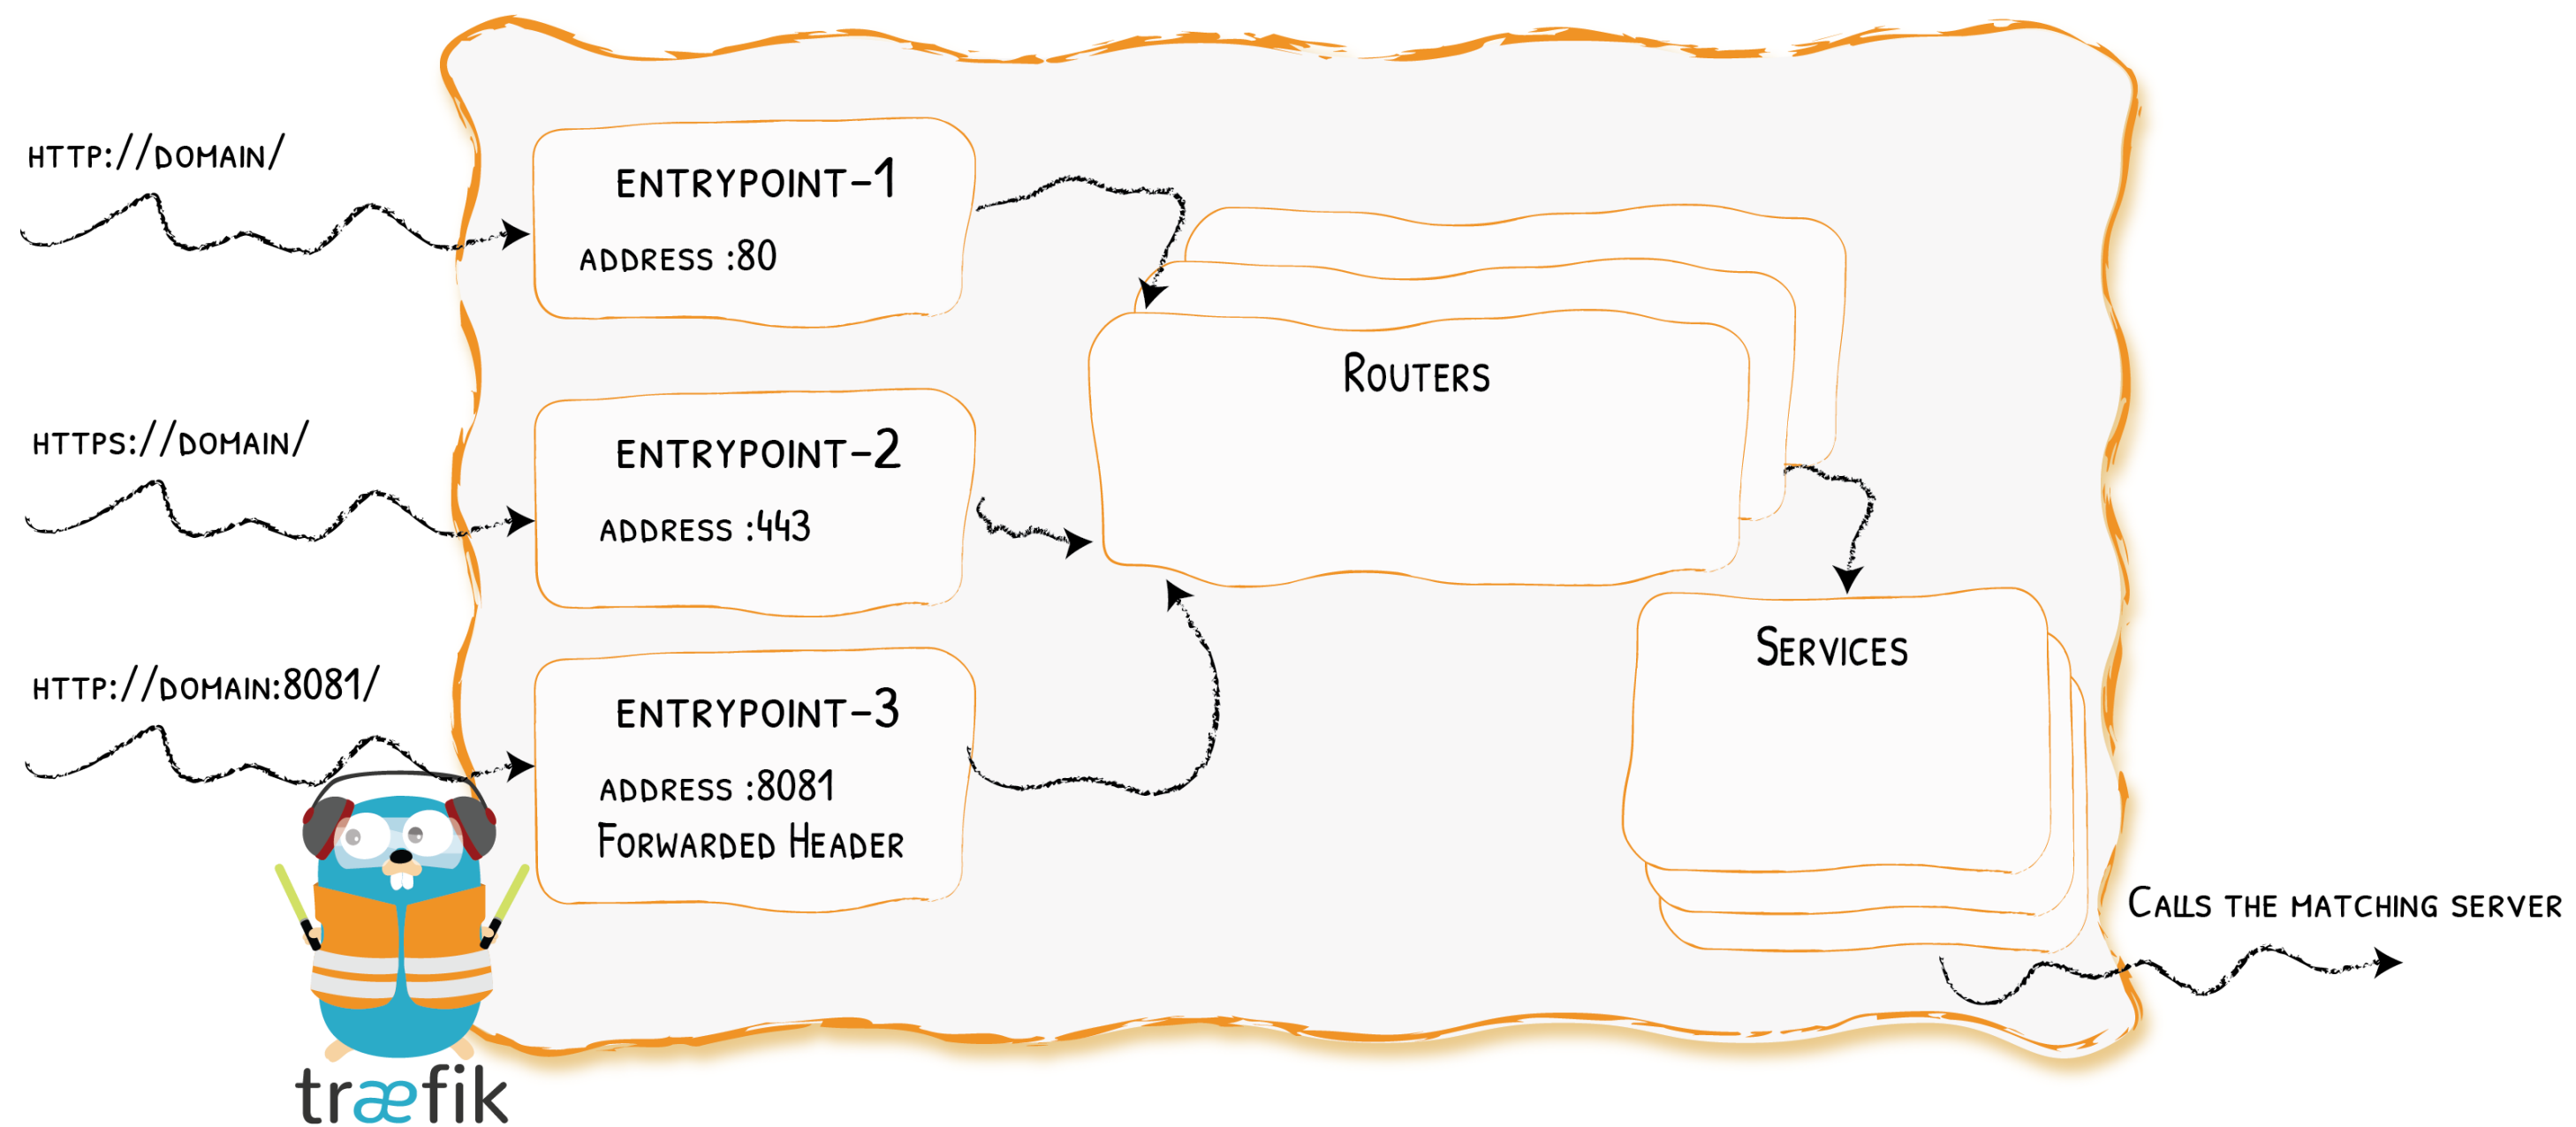 http://domain/
entrypoint-1
address :80
https://domain/
entrypoint-2
address :443
http://domain:8081/
entrypoint-3
address :8081
Forwarded Header
Routers
Services
Calls the matching server
træfik